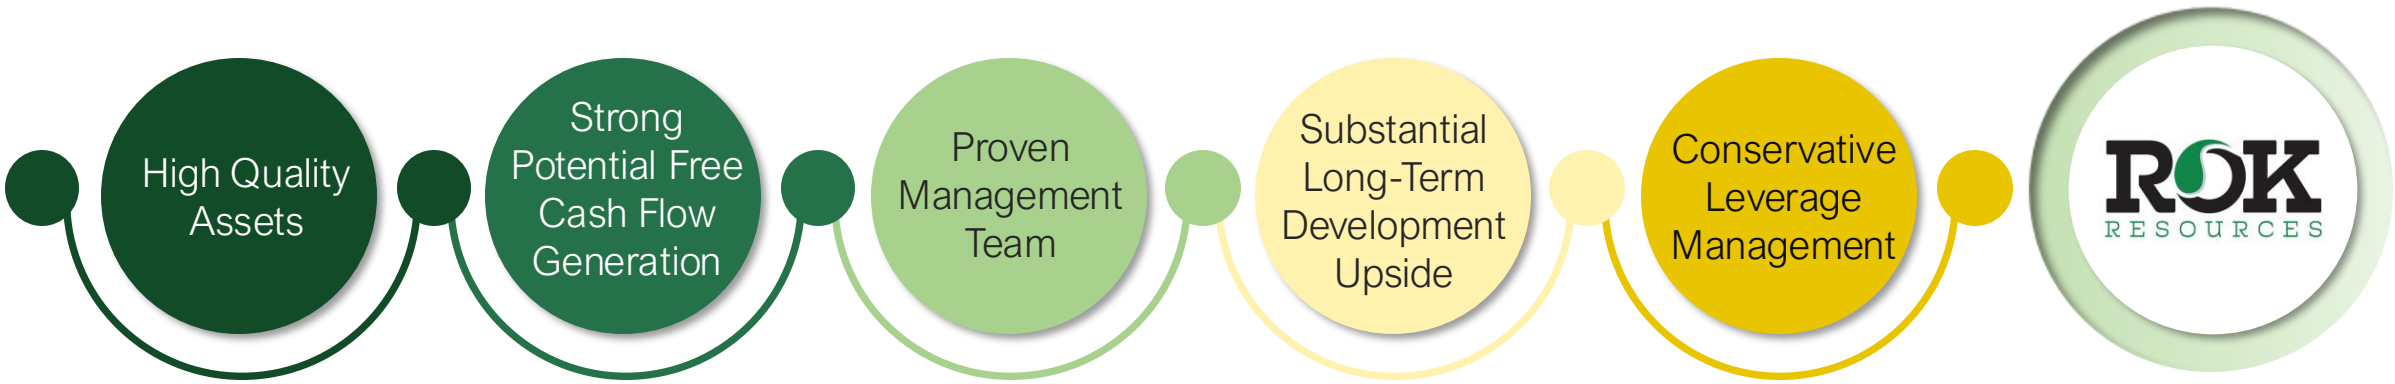 High Quality
Assets
Strong
Potential Free
Cash Flow
Generation
Proven
Management
Team
Substantial
Long-Term
Development
Upside
Conservative
Leverage
Management
ROK
RESOURCES